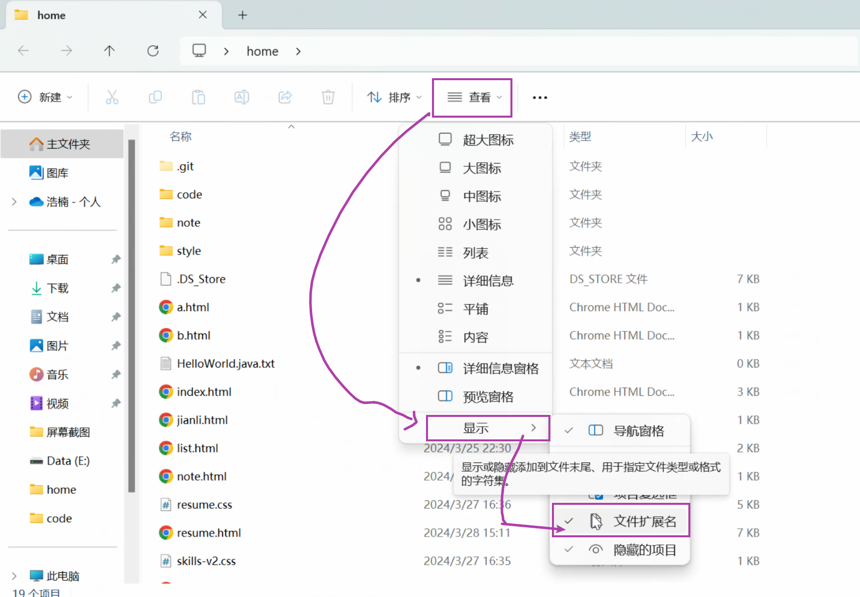 home
home
新建
排序
查看
名称
类型
大小
主文件夹
图库
浩楠 - 个人
桌面
下载
文档
图片
音乐
视频
屏幕截图
Data (E:)
home
code
此电脑
19 个项目
.git
文件夹
code
文件夹
note
文件夹
style
文件夹
.DS_Store
DS_STORE 文件
7 KB
a.html
Chrome HTML Doc...
1 KB
b.html
Chrome HTML Doc...
1 KB
HelloWorld.java.txt
文本文档
0 KB
index.html
Chrome HTML Doc...
3 KB
jianli.html
1 KB
list.html
2024/3/25 22:30
2 KB
note.html
1 KB
resume.css
2024/3/27 16:36
5 KB
resume.html
2024/3/28 15:11
7 KB
skills-v2.css
2024/3/27 16:35
1 KB
超大图标
大图标
中图标
小图标
列表
详细信息
平铺
内容
详细信息窗格
预览窗格
显示
导航窗格
显示或隐藏添加到文件末尾、用于指定文件类型或格式
的字符集。
项目复选框
文件扩展名
隐藏的项目